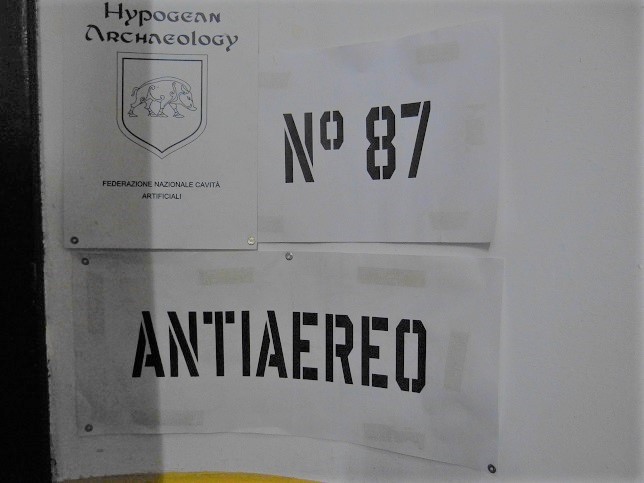 Hypogean
Archaeology
FEDERAZIONE NAZIONALE CAVITÀ
ARTIFICIALI
Nº 87
ANTIAEREO